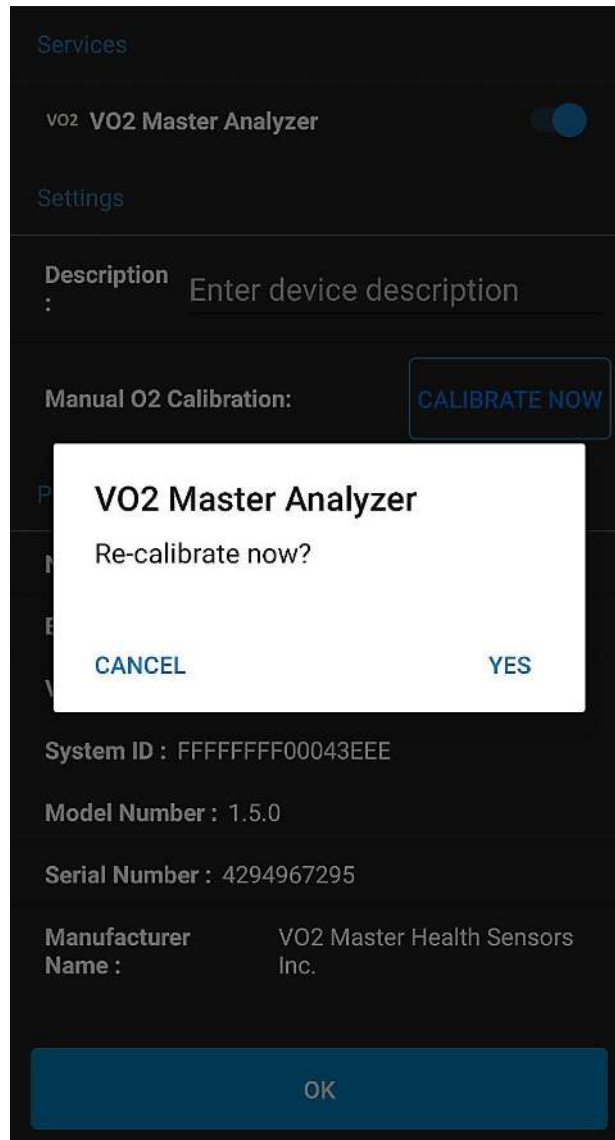 Services
VO2 VO2 Master Analyzer
Settings
Description
:
Enter device description
Manual O2 Calibration:
CALIBRATE NOW
P
VO2 Master Analyzer
Re-calibrate now?
N
CANCEL
YES
V
System ID : FFFFFFFF00043EEE
Model Number : 1.5.0
Serial Number : 4294967295
Manufacturer
Name :
VO2 Master Health Sensors
Inc.
OK